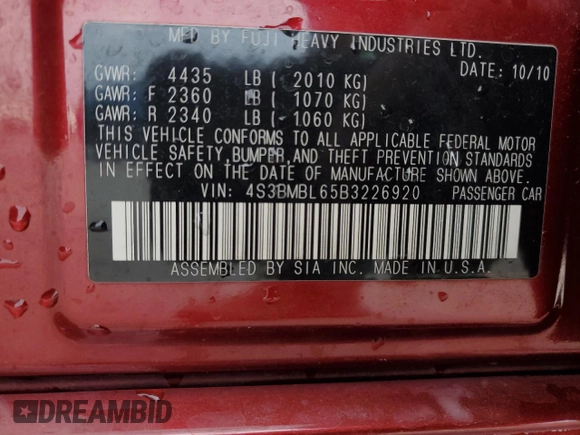 MFD BY FUJI HEAVY INDUSTRIES LTD.
DATE: 10/10
GVWR: 4435 LB ( 2010 KG)
GAWR: F 2360 LB ( 1070 KG)
GAWR: R 2340 LB ( 1060 KG)
THIS VEHICLE CONFORMS TO ALL APPLICABLE FEDERAL MOTOR
VEHICLE SAFETY, BUMPER, AND THEFT PREVENTION STANDARDS
IN EFFECT ON THE DATE OF MANUFACTURE SHOWN ABOVE.
VIN: 4S3BMBL65B3226920 PASSENGER CAR
ASSEMBLED BY SIA INC. MADE IN U.S.A.
DREAMBID